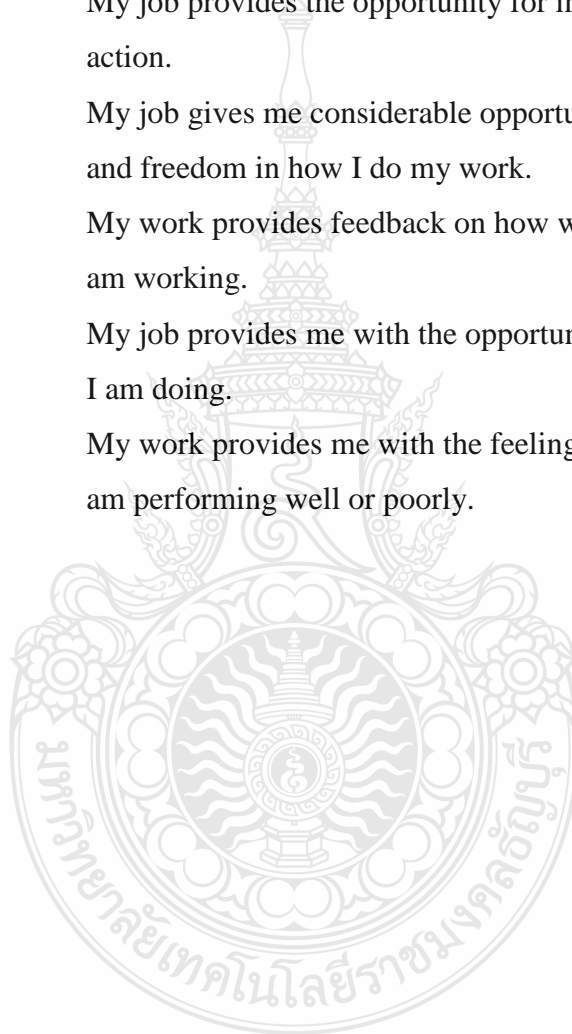 My job provides the opportunity for
action.
My job gives me considerable
and freedom in how I do my work.
My work provides feedback on how
am working.
My job provides me with the
I am doing.
My work provides me with the feeling
am performing well or poorly.
มหาวิทยาลัยเทคโนโลยีราชมงคลธัญบุรี